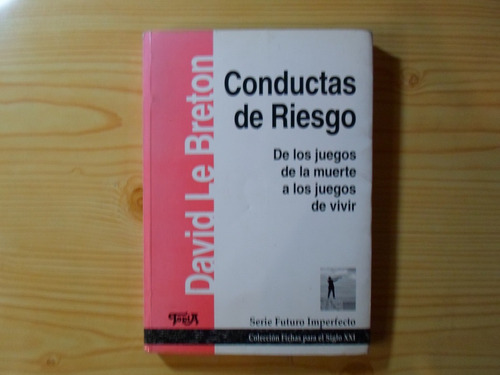 David Le Breton
Conductas
de Riesgo
De los juegos
de la muerte
a los juegos
de vivir
Topía
Serie Futuro Imperfecto
Colección Fichas para el Siglo XXI